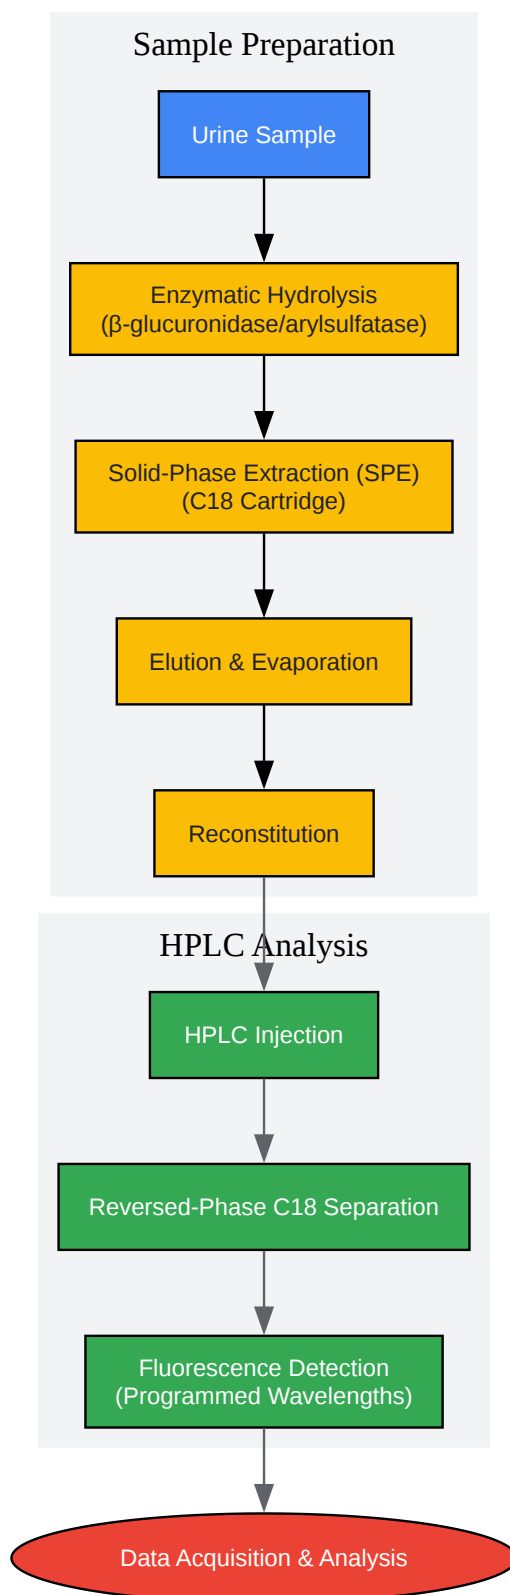 Sample Preparation
Urine Sample
Enzymatic Hydrolysis
(β-glucuronidase/arylsulfatase)
Solid-Phase Extraction (SPE)
(C18 Cartridge)
Elution & Evaporation
Reconstitution
HPLC Analysis
HPLC Injection
Reversed-Phase C18 Separation
Fluorescence Detection
(Programmed Wavelengths)
Data Acquisition & Analysis